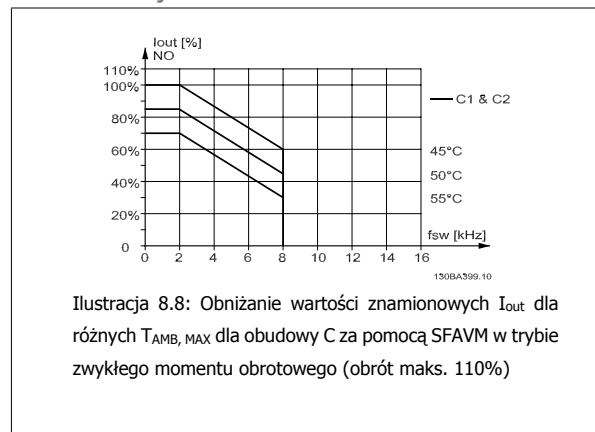 Iout [%]
NO
110%
100%
80%
60%
40%
20%
0
0 2 4 6 8 10 12 14 16
fsw [kHz]
C1 & C2
45°C
50°C
55°C
130BA399.10
Ilustracja 8.8: Obniżanie wartości znamionowych Iout dla
różnych TAMB, MAX dla obudowy C za pomocą SFAVM w trybie
zwykłego momentu obrotowego (obrót maks. 110%)